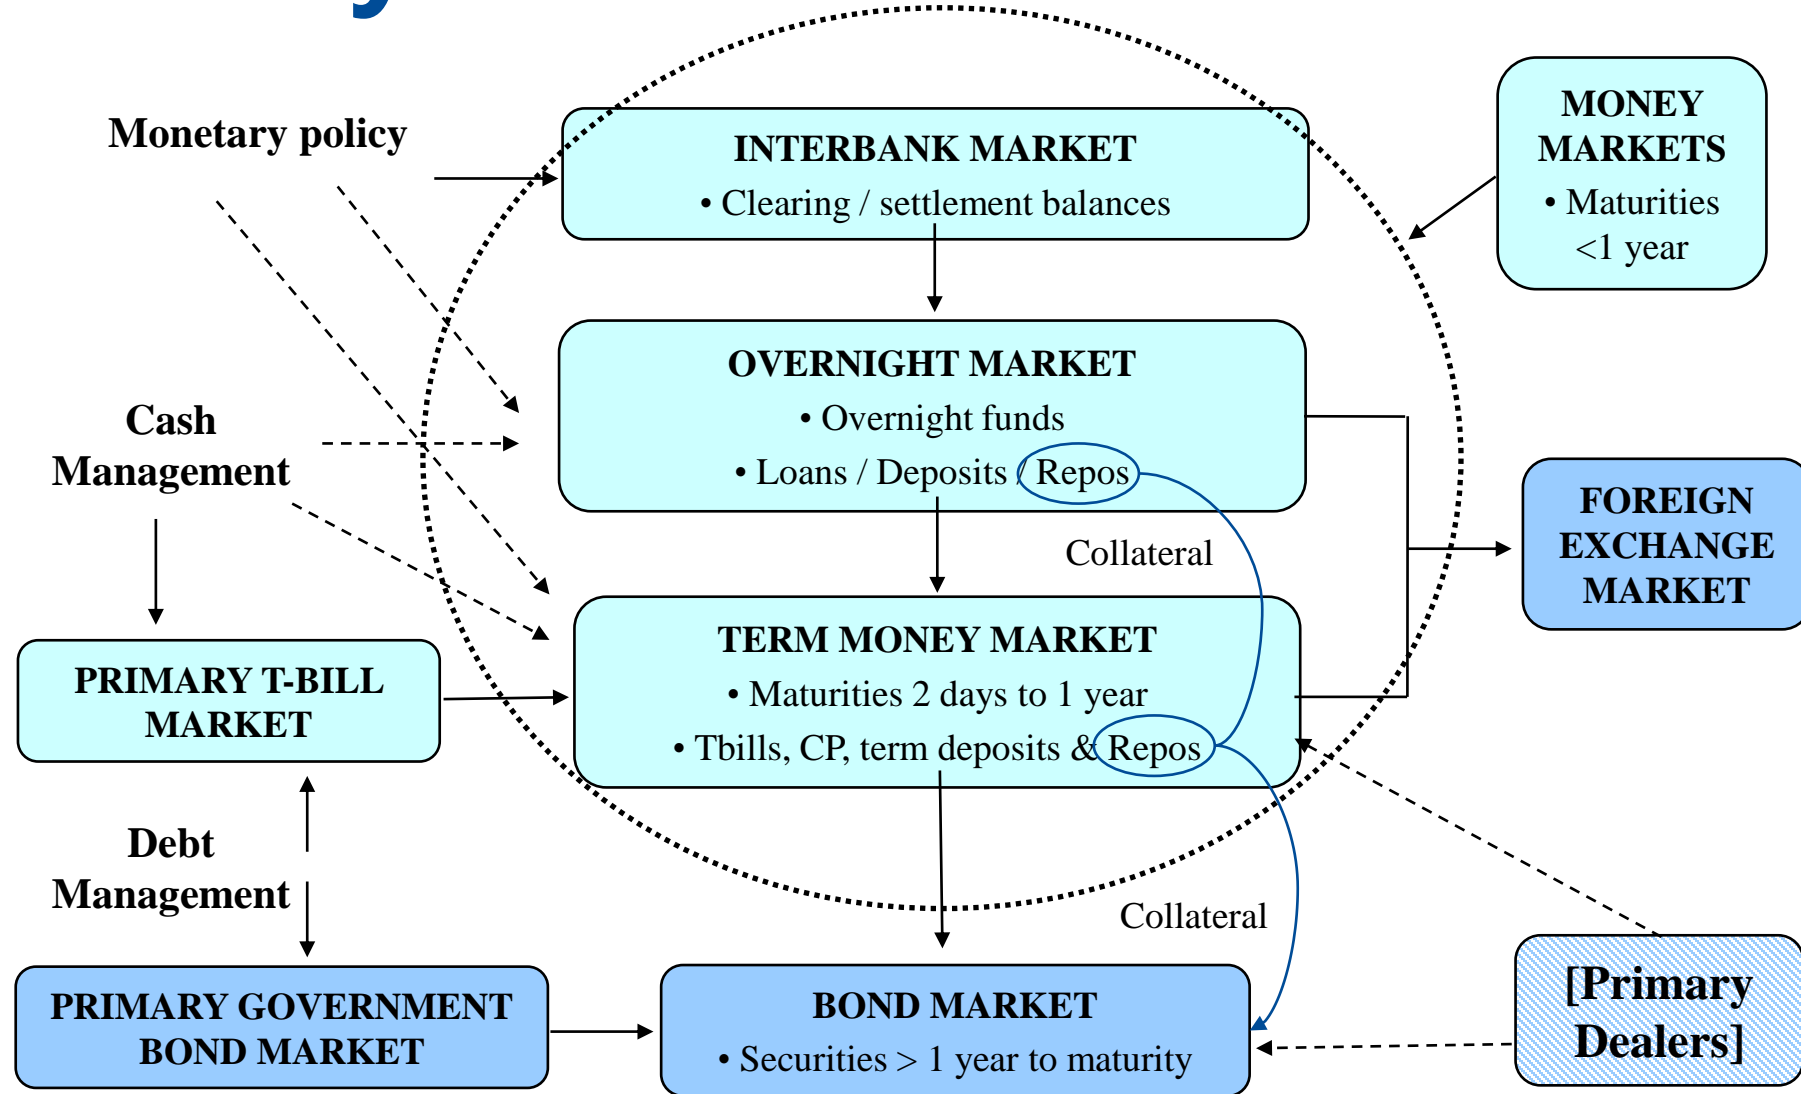 Monetary policy
INTERBANK MARKET
• Clearing / settlement balances
MONEY
MARKETS
• Maturities
<1 year
OVERNIGHT MARKET
• Overnight funds
• Loans / Deposits / Repos
Cash
Management
Collateral
FOREIGN
EXCHANGE
MARKET
TERM MONEY MARKET
• Maturities 2 days to 1 year
• Tbills, CP, term deposits & Repos
PRIMARY T-BILL
MARKET
Debt
Management
Collateral
PRIMARY GOVERNMENT
BOND MARKET
BOND MARKET
• Securities > 1 year to maturity
[Primary
Dealers]